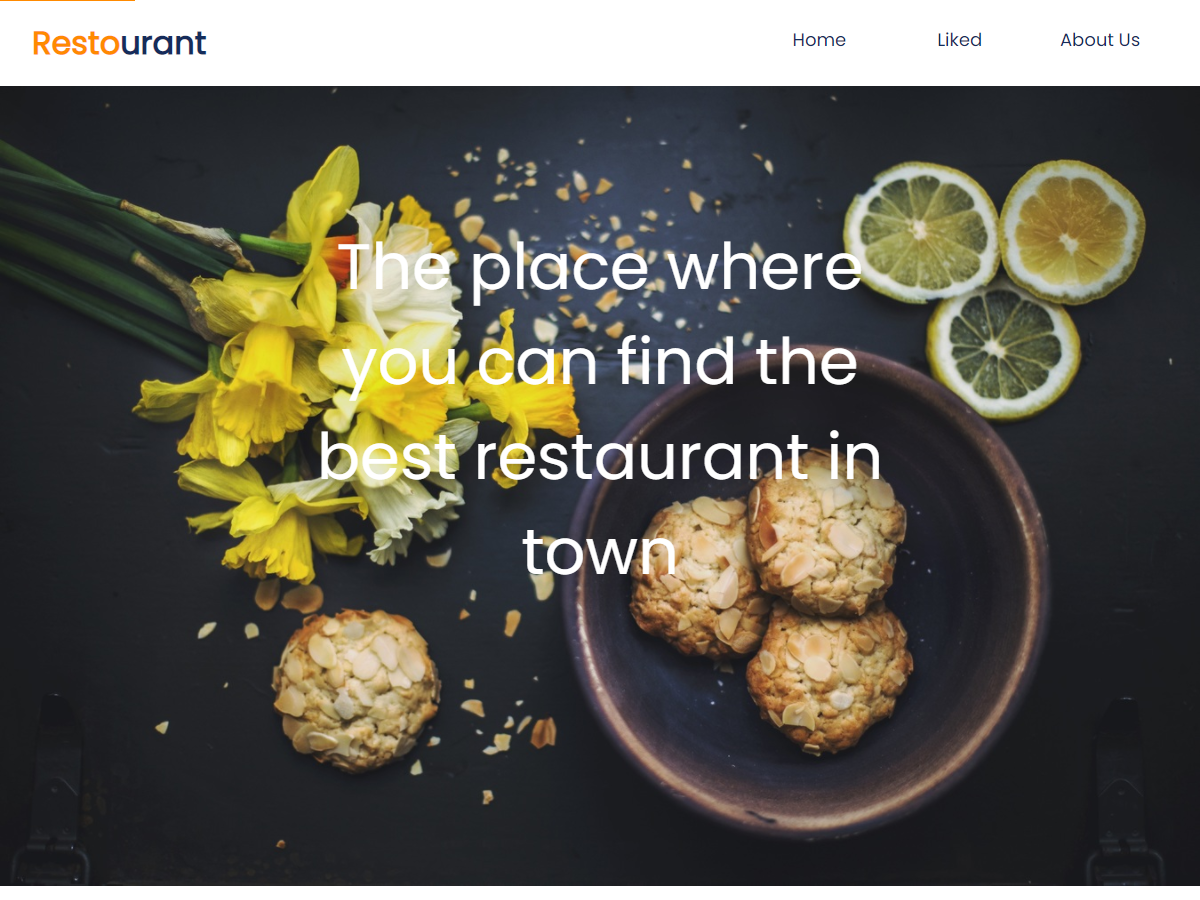 Restourant
Home
Liked
About Us
The place where
you can find the
best restaurant in
town